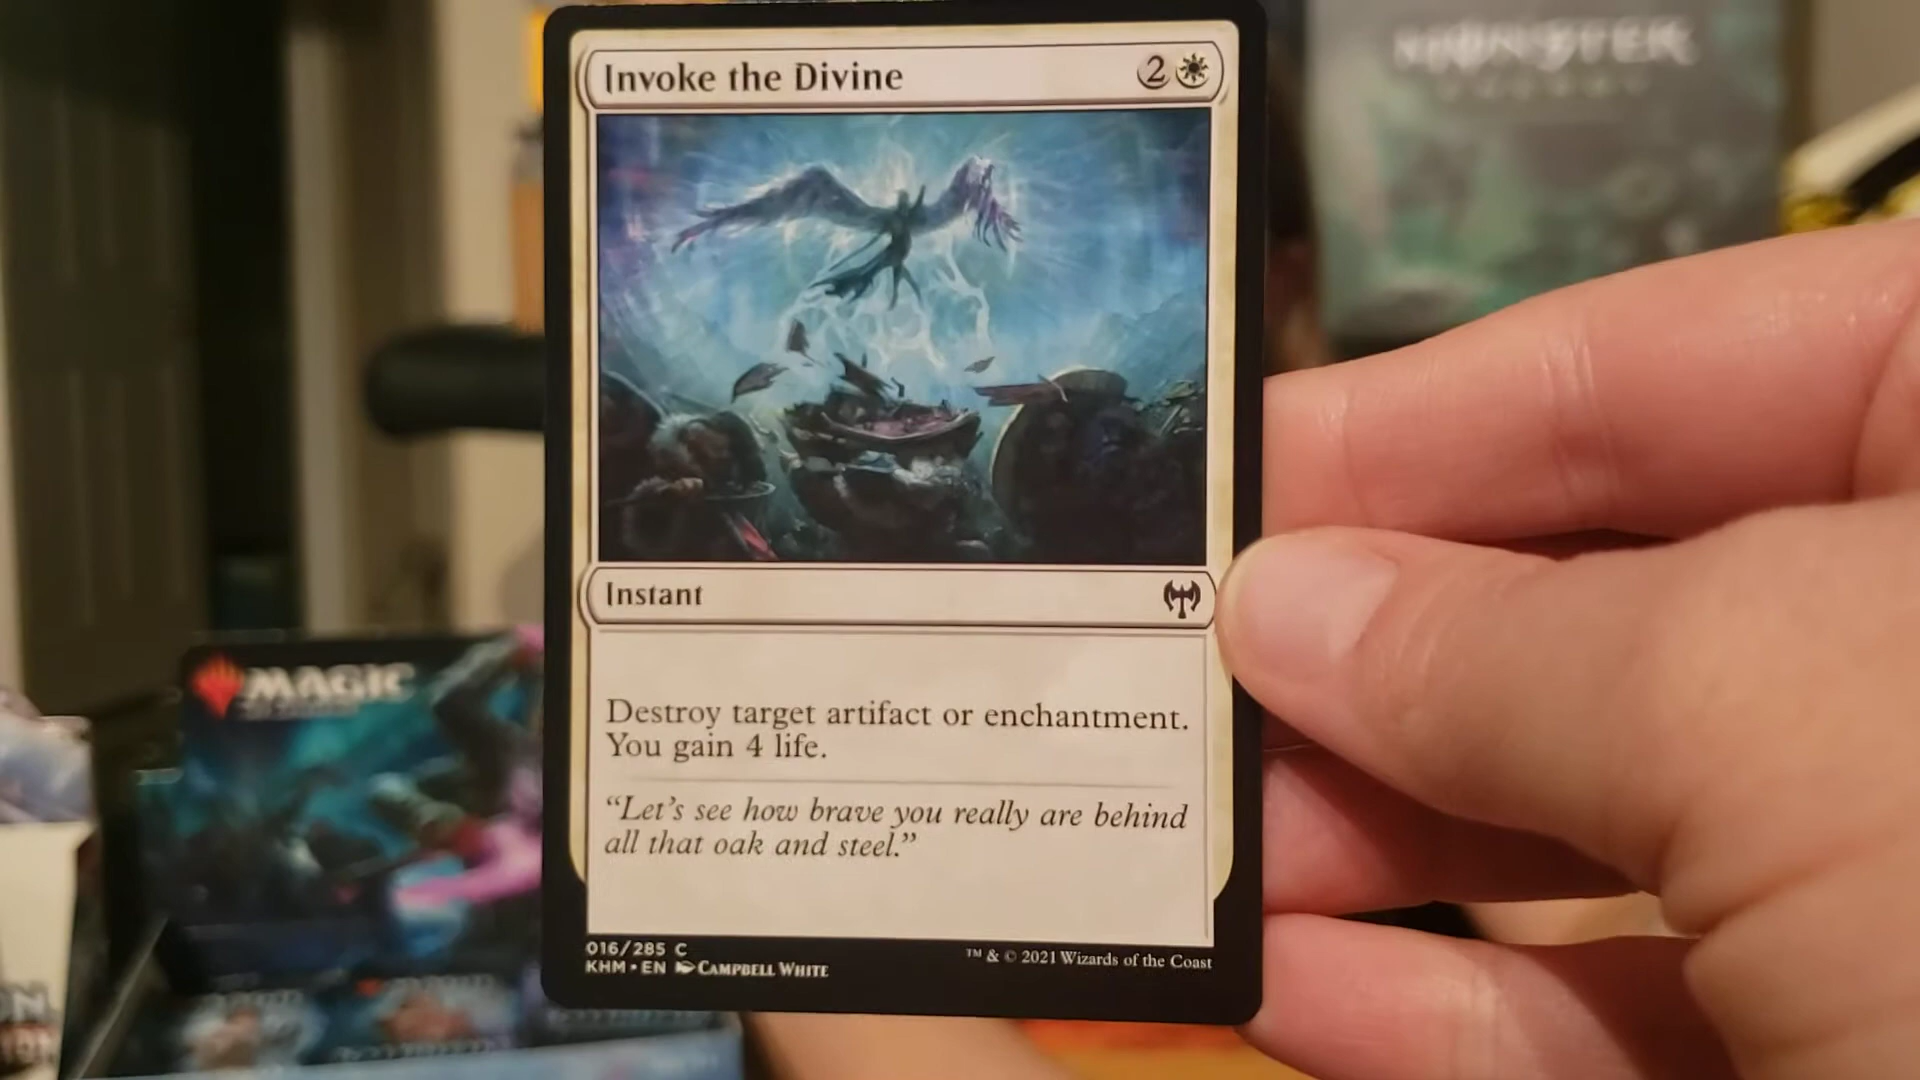 Invoke the Divine
2
MONSTER
Instant
Destroy target artifact or enchantment.
You gain 4 life.
“Let’s see how brave you really are behind
all that oak and steel.”
016/285 C
KHM • EN CAMPBELL WHITE
™ & © 2021 Wizards of the Coast
MAGIC